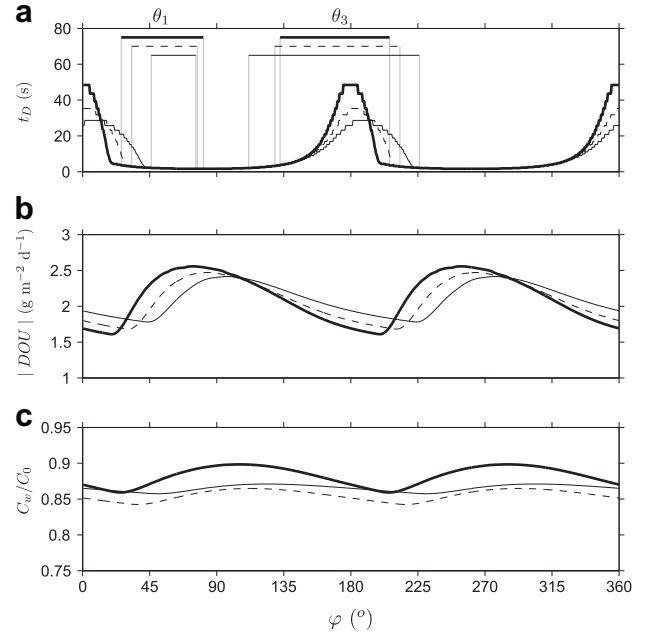 a
θ1 θ3
80
60
40
20
0
t_D (s)
b
3
2.5
2
1.5
1
| DOU | (g m⁻² d⁻¹)
c
0.95
0.9
0.85
0.8
0.75
C_w/C_0
0 45 90 135 180 225 270 315 360
φ (°)